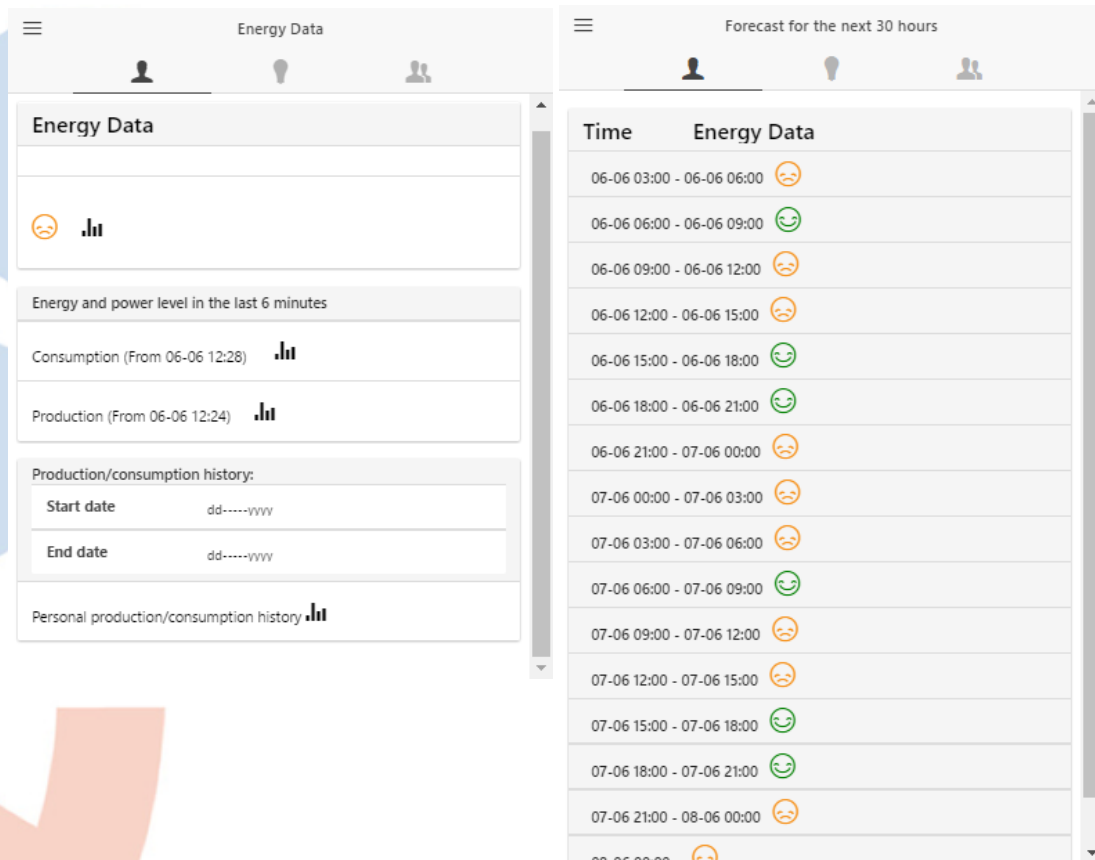 Energy Data
Energy Data
Energy and power level in the last 6 minutes
Consumption (From 06-06 12:28)
Production (From 06-06 12:24)
Production/consumption history:
Start date dd-----yyyy
End date dd-----yyyy
Personal production/consumption history
Forecast for the next 30 hours
Time Energy Data
06-06 03:00 - 06-06 06:00
06-06 06:00 - 06-06 09:00
06-06 09:00 - 06-06 12:00
06-06 12:00 - 06-06 15:00
06-06 15:00 - 06-06 18:00
06-06 18:00 - 06-06 21:00
06-06 21:00 - 07-06 00:00
07-06 00:00 - 07-06 03:00
07-06 03:00 - 07-06 06:00
07-06 06:00 - 07-06 09:00
07-06 09:00 - 07-06 12:00
07-06 12:00 - 07-06 15:00
07-06 15:00 - 07-06 18:00
07-06 18:00 - 07-06 21:00
07-06 21:00 - 08-06 00:00